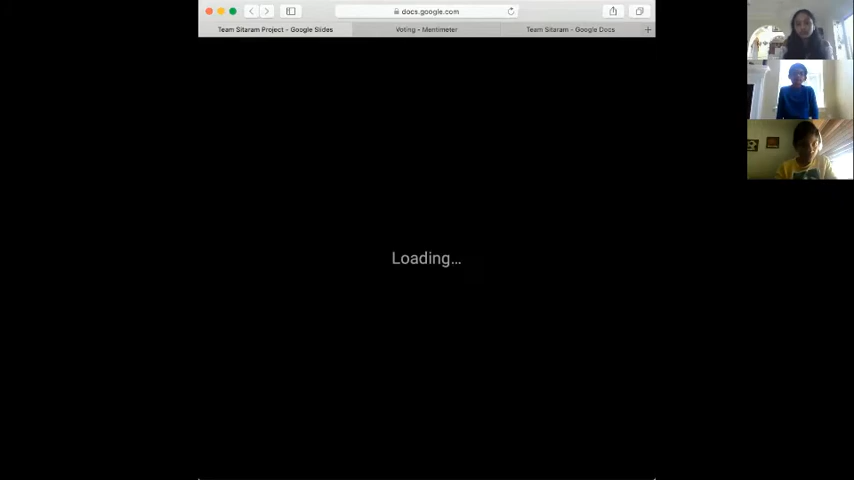 docs.google.com
Team Sitaram Project - Google Slides
Voting - Mentimeter
Team Sitaram - Google Docs
Loading...